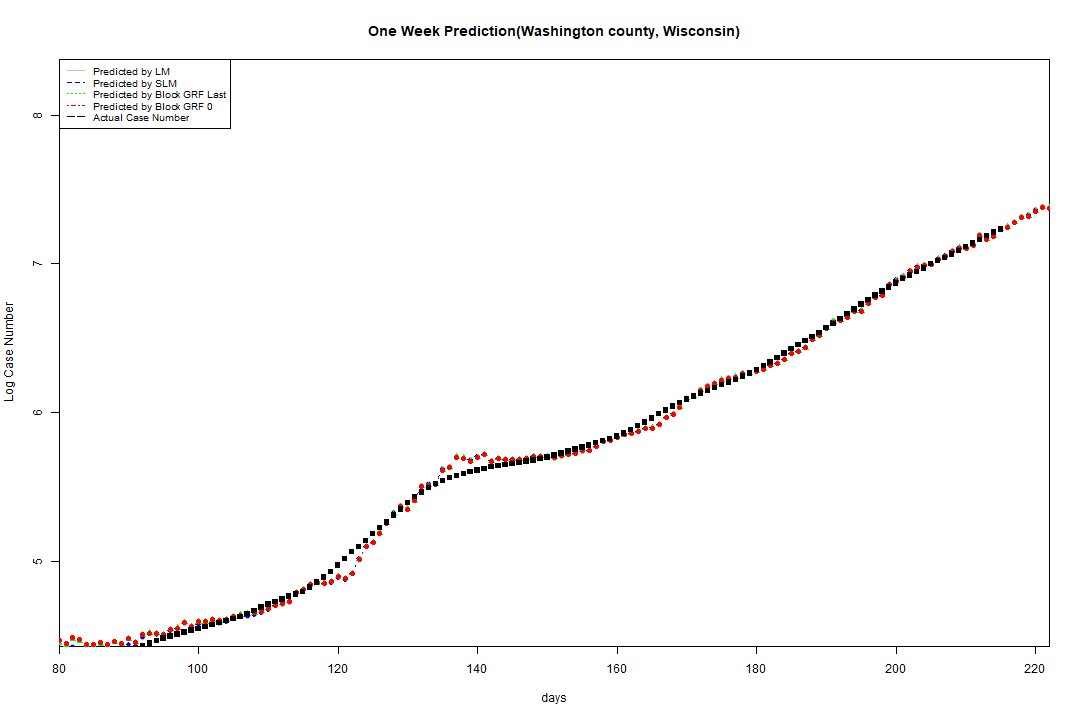 One Week Prediction(Washington county, Wisconsin)
Predicted by LM
Predicted by SLM
Predicted by Block GRF Last
Predicted by Block GRF 0
Actual Case Number
8
7
6
5
Log Case Number
80 100 120 140 160 180 200 220
days